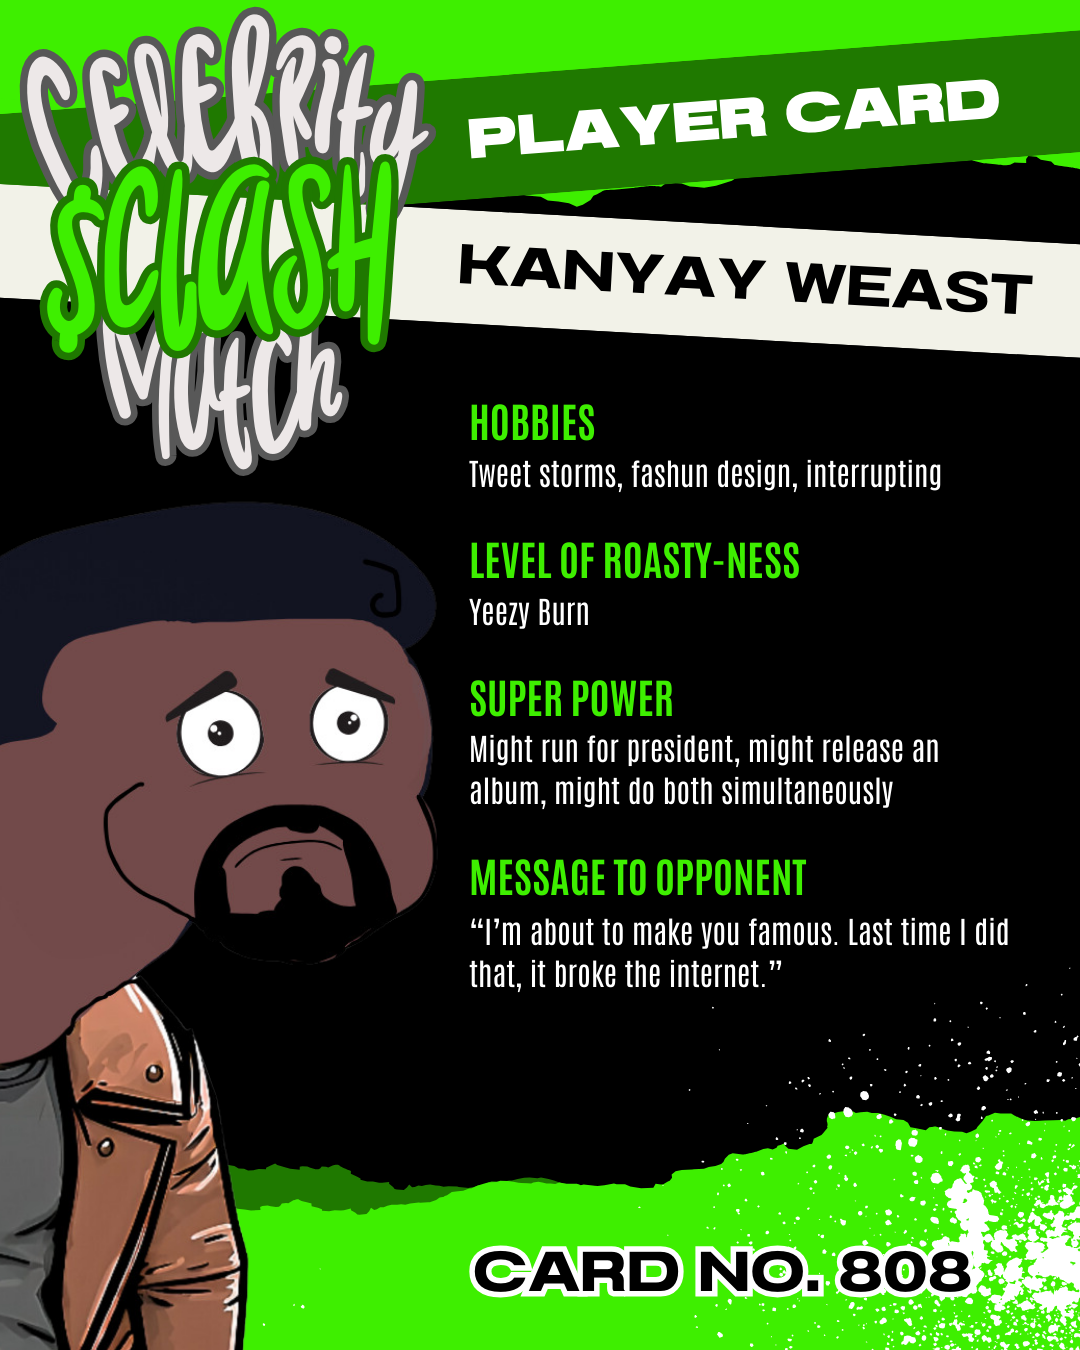 Celebrity
$CLASH
Match
PLAYER CARD
KANYAY WEAST
HOBBIES
Tweet storms, fashun design, interrupting
LEVEL OF ROASTY-NESS
Yeezy Burn
SUPER POWER
Might run for president, might release an
album, might do both simultaneously
MESSAGE TO OPPONENT
“I’m about to make you famous. Last time I did
that, it broke the internet.”
CARD NO. 808